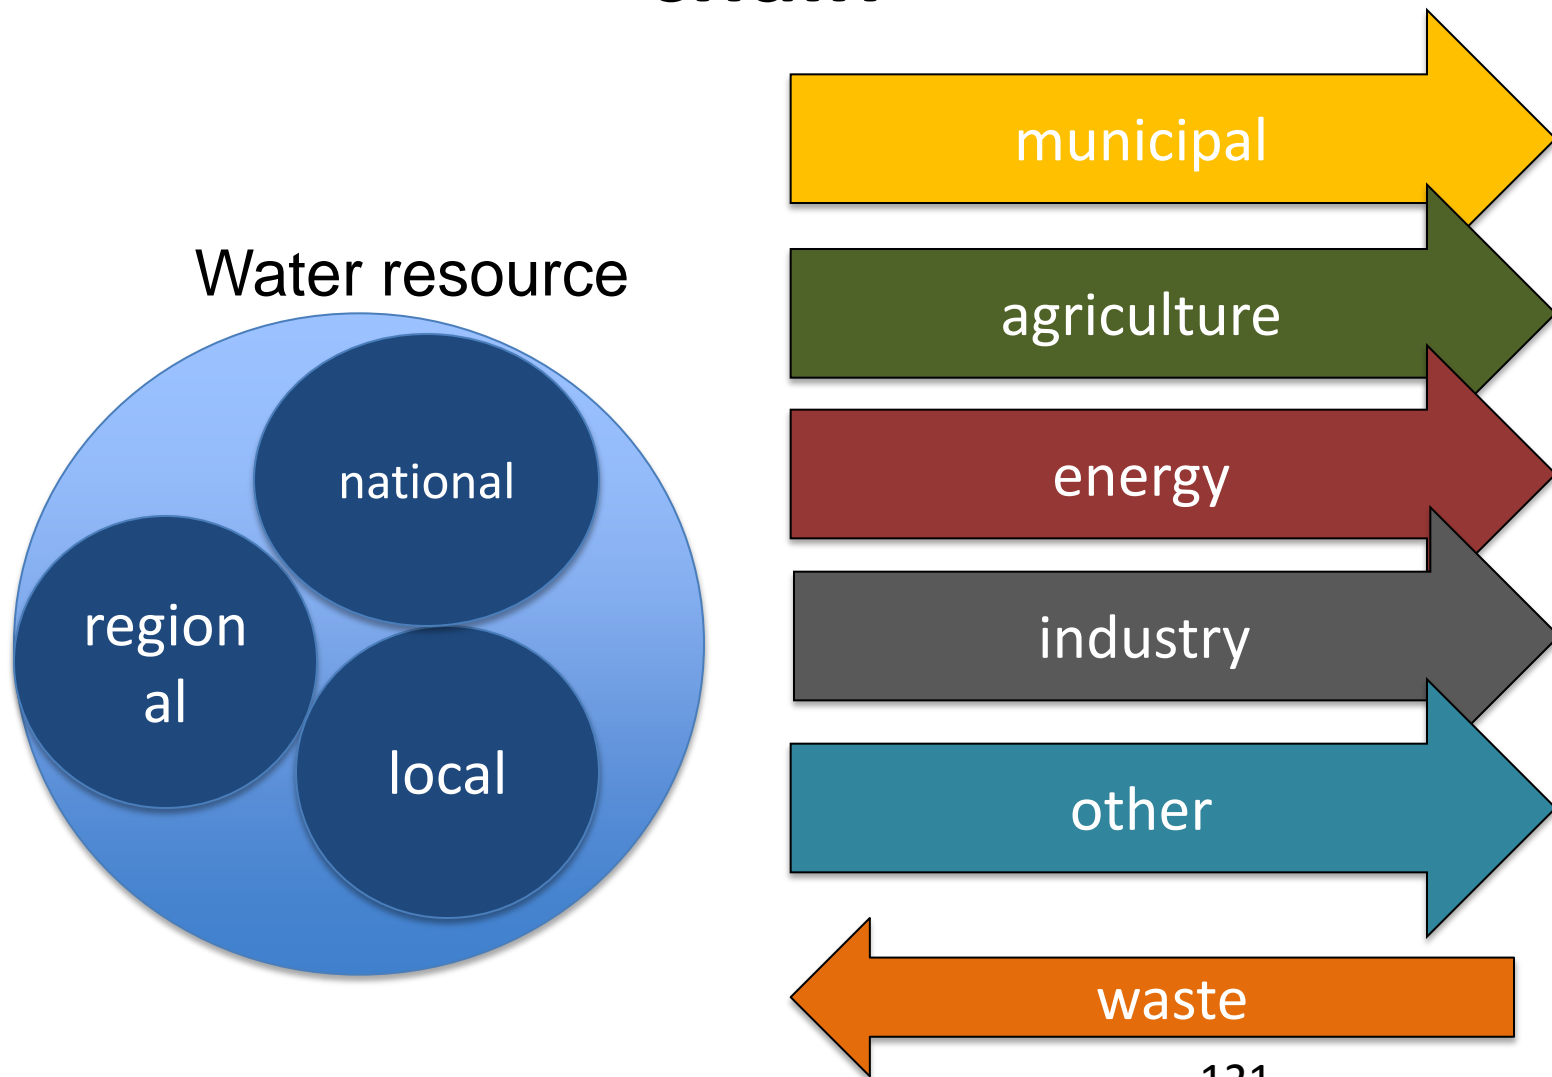 Water resource
national
region
al
local
municipal
agriculture
energy
industry
other
waste